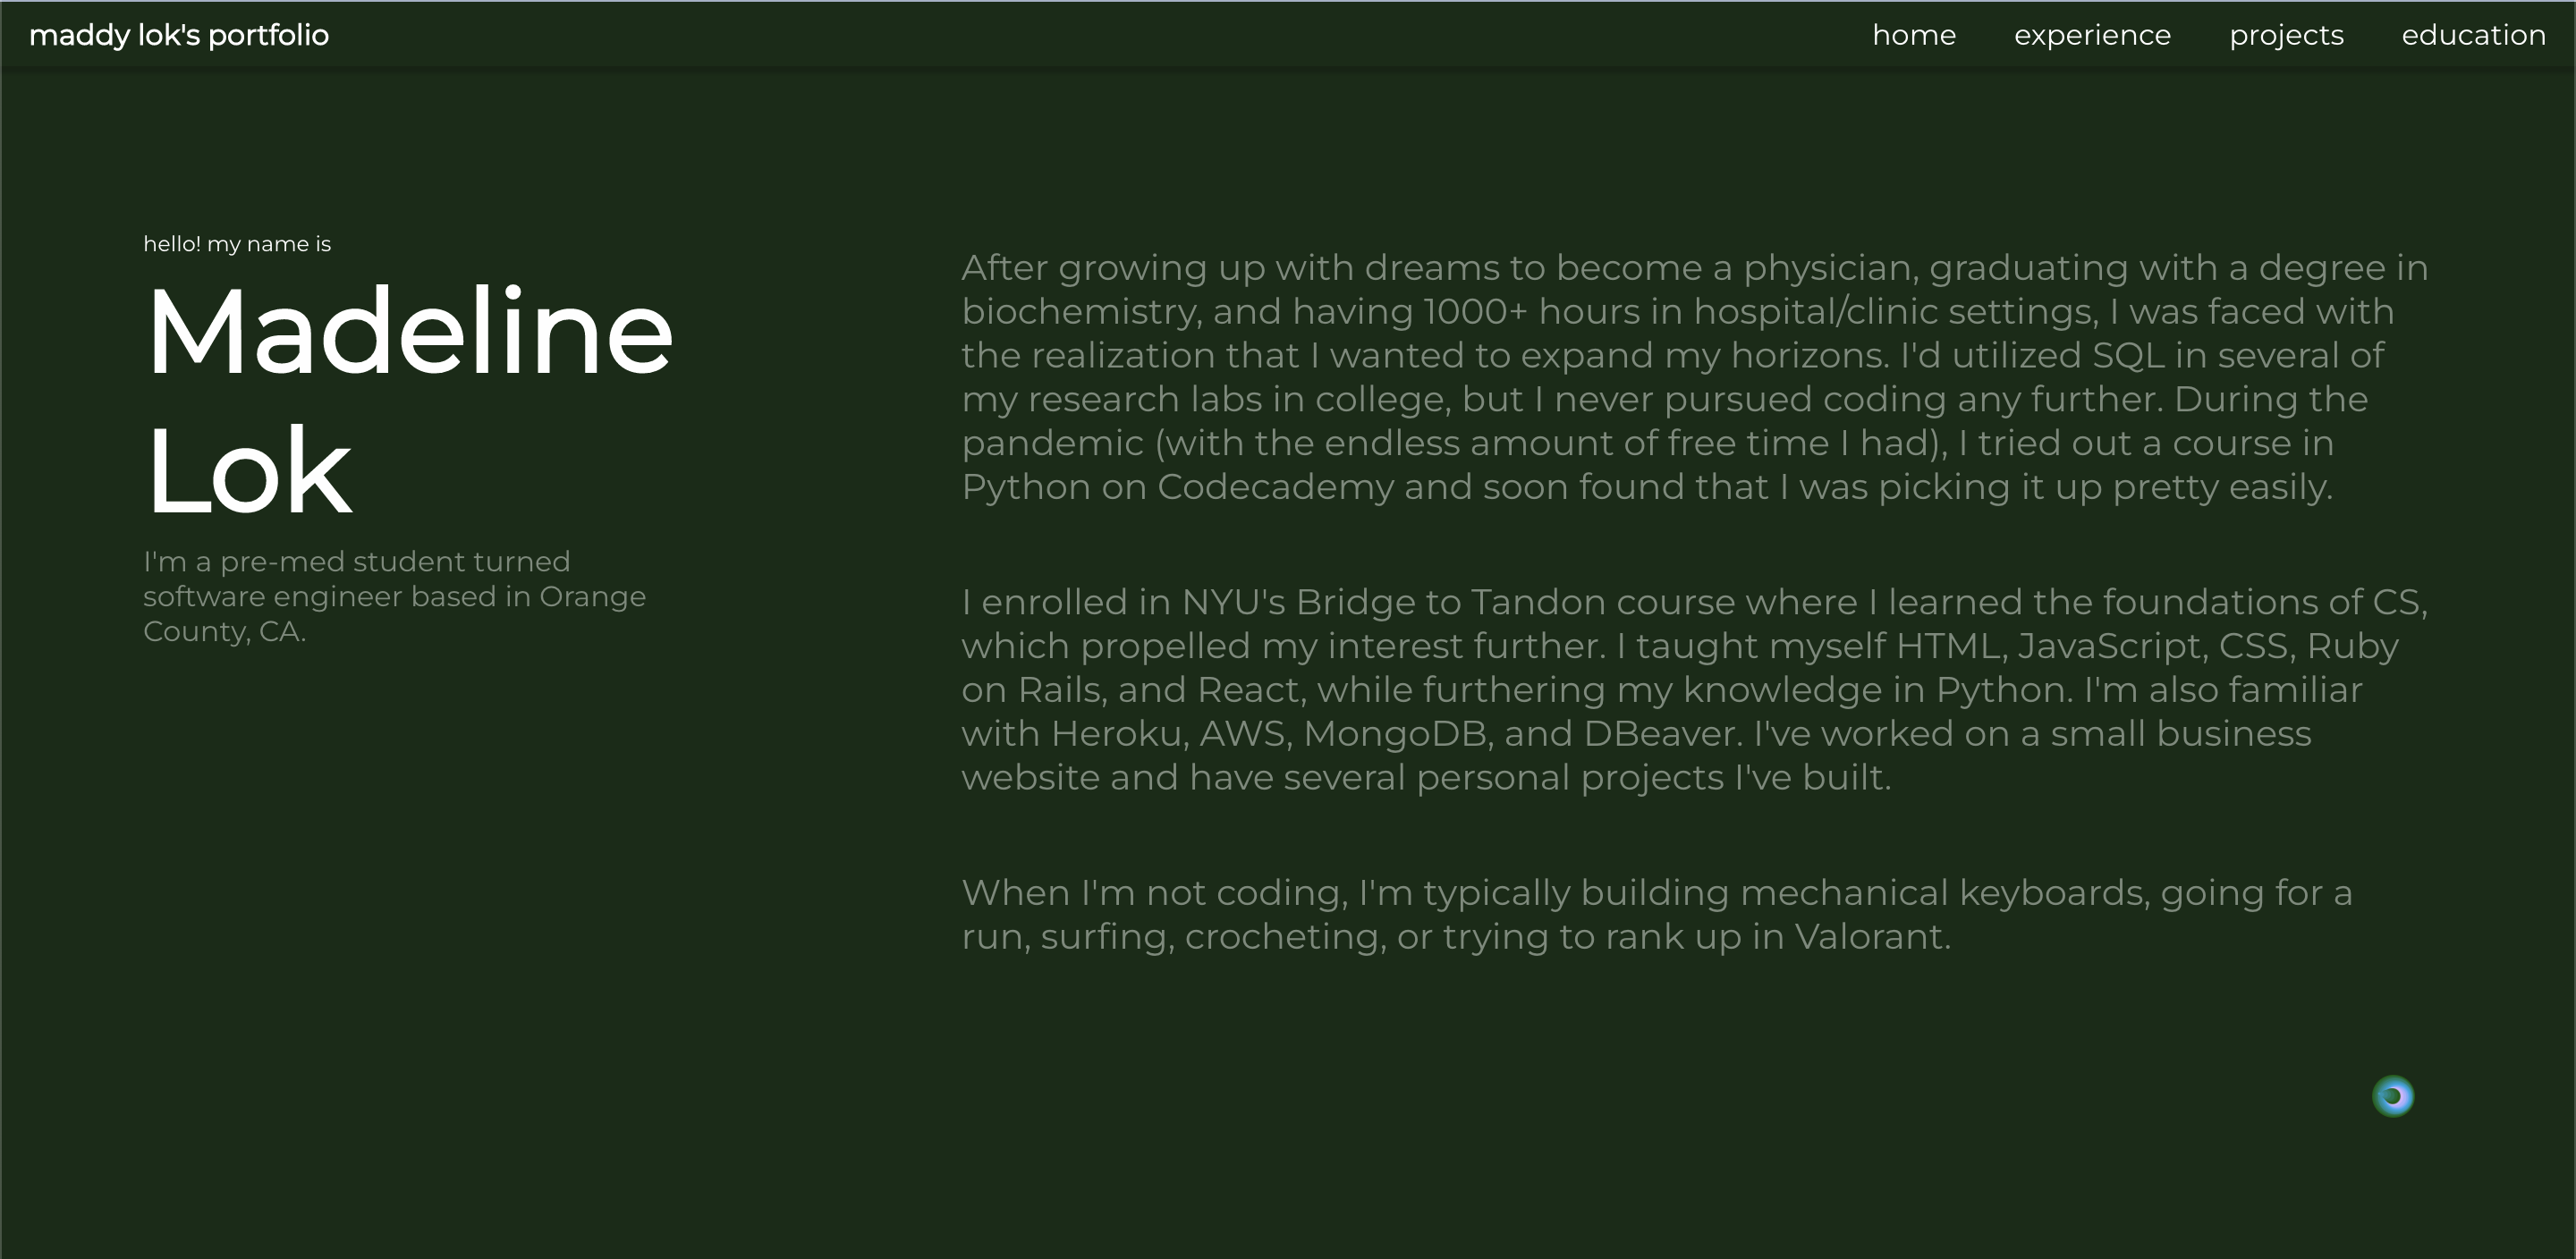 maddy lok's portfolio
home
experience
projects
education
hello! my name is
Madeline
Lok
I'm a pre-med student turned
software engineer based in Orange
County, CA.
After growing up with dreams to become a physician, graduating with a degree in
biochemistry, and having 1000+ hours in hospital/clinic settings, I was faced with
the realization that I wanted to expand my horizons. I'd utilized SQL in several of
my research labs in college, but I never pursued coding any further. During the
pandemic (with the endless amount of free time I had), I tried out a course in
Python on Codecademy and soon found that I was picking it up pretty easily.
I enrolled in NYU's Bridge to Tandon course where I learned the foundations of CS,
which propelled my interest further. I taught myself HTML, JavaScript, CSS, Ruby
on Rails, and React, while furthering my knowledge in Python. I'm also familiar
with Heroku, AWS, MongoDB, and DBeaver. I've worked on a small business
website and have several personal projects I've built.
When I'm not coding, I'm typically building mechanical keyboards, going for a
run, surfing, crocheting, or trying to rank up in Valorant.